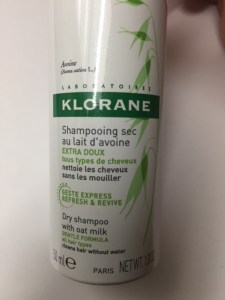 Avoine
LABORATOIRES
KLORANE
Shampooing sec
au lait d'avoine
EXTRA DOUX
tous types de cheveux
nettoie les cheveux
sans les mouiller
GESTE EXPRESS
REFRESH & REVIVE
Dry shampoo
with oat milk
GENTLE FORMULA
all hair types
cleans hair without water
ml e PARIS NET WT.